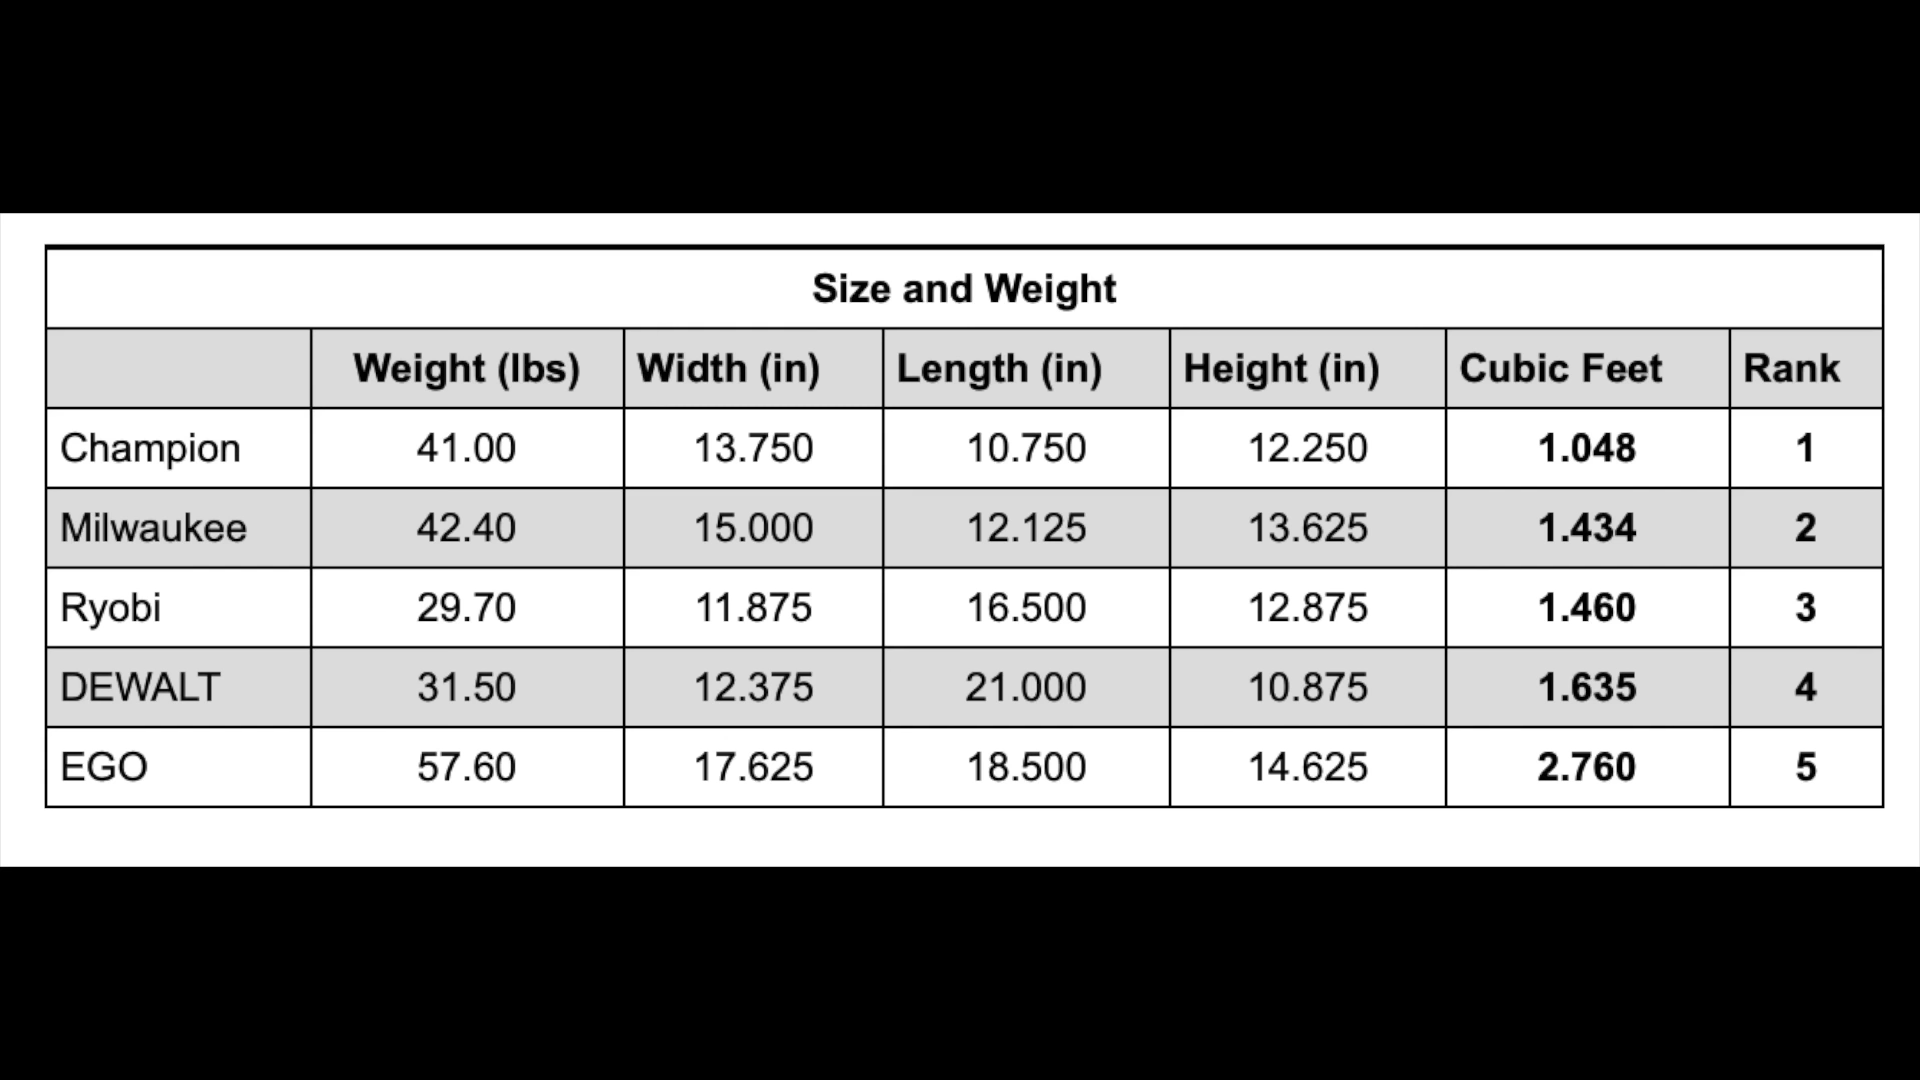 Size and Weight
Weight (lbs) Width (in) Length (in) Height (in) Cubic Feet Rank
Champion 41.00 13.750 10.750 12.250 1.048 1
Milwaukee 42.40 15.000 12.125 13.625 1.434 2
Ryobi 29.70 11.875 16.500 12.875 1.460 3
DEWALT 31.50 12.375 21.000 10.875 1.635 4
EGO 57.60 17.625 18.500 14.625 2.760 5